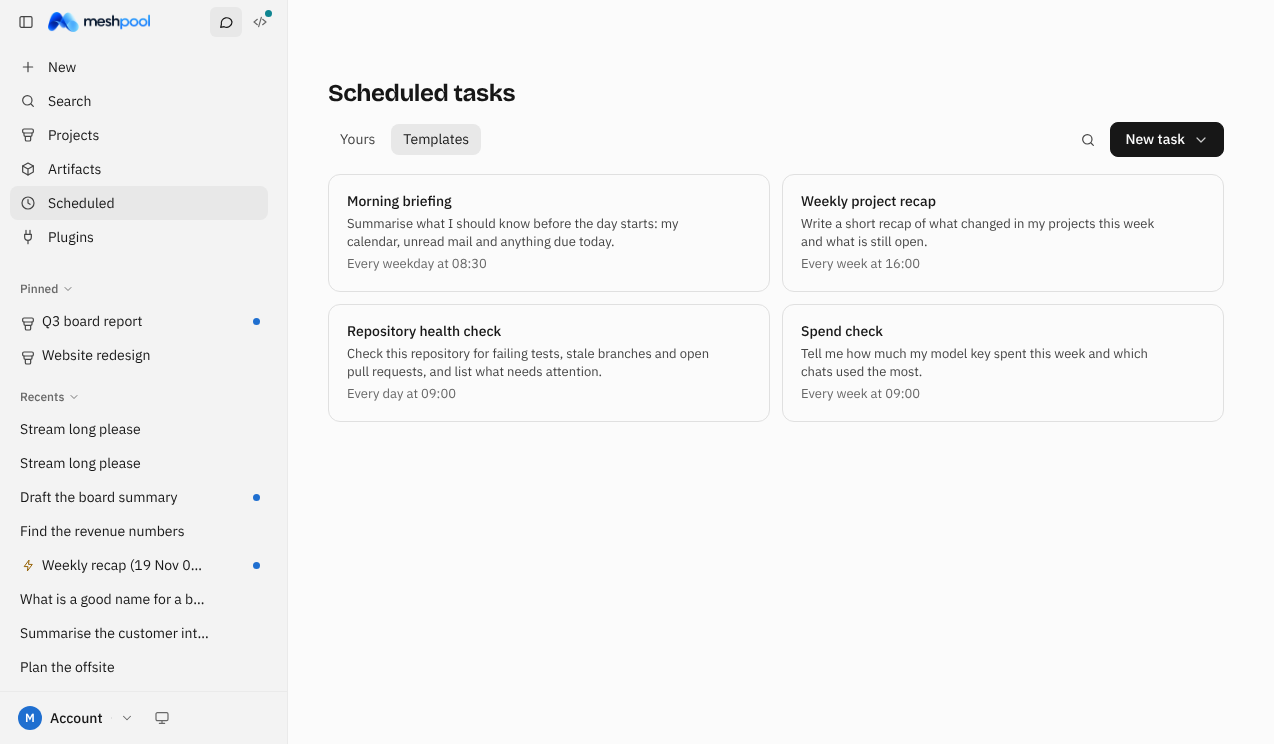 meshpool
New
Search
Projects
Artifacts
Scheduled
Plugins
Pinned
Q3 board report
Website redesign
Recents
Stream long please
Stream long please
Draft the board summary
Find the revenue numbers
Weekly recap (19 Nov 0...
What is a good name for a b...
Summarise the customer int...
Plan the offsite
M Account
Scheduled tasks
Yours Templates
New task
Morning briefing
Summarise what I should know before the day starts: my
calendar, unread mail and anything due today.
Every weekday at 08:30
Weekly project recap
Write a short recap of what changed in my projects this week
and what is still open.
Every week at 16:00
Repository health check
Check this repository for failing tests, stale branches and open
pull requests, and list what needs attention.
Every day at 09:00
Spend check
Tell me how much my model key spent this week and which
chats used the most.
Every week at 09:00